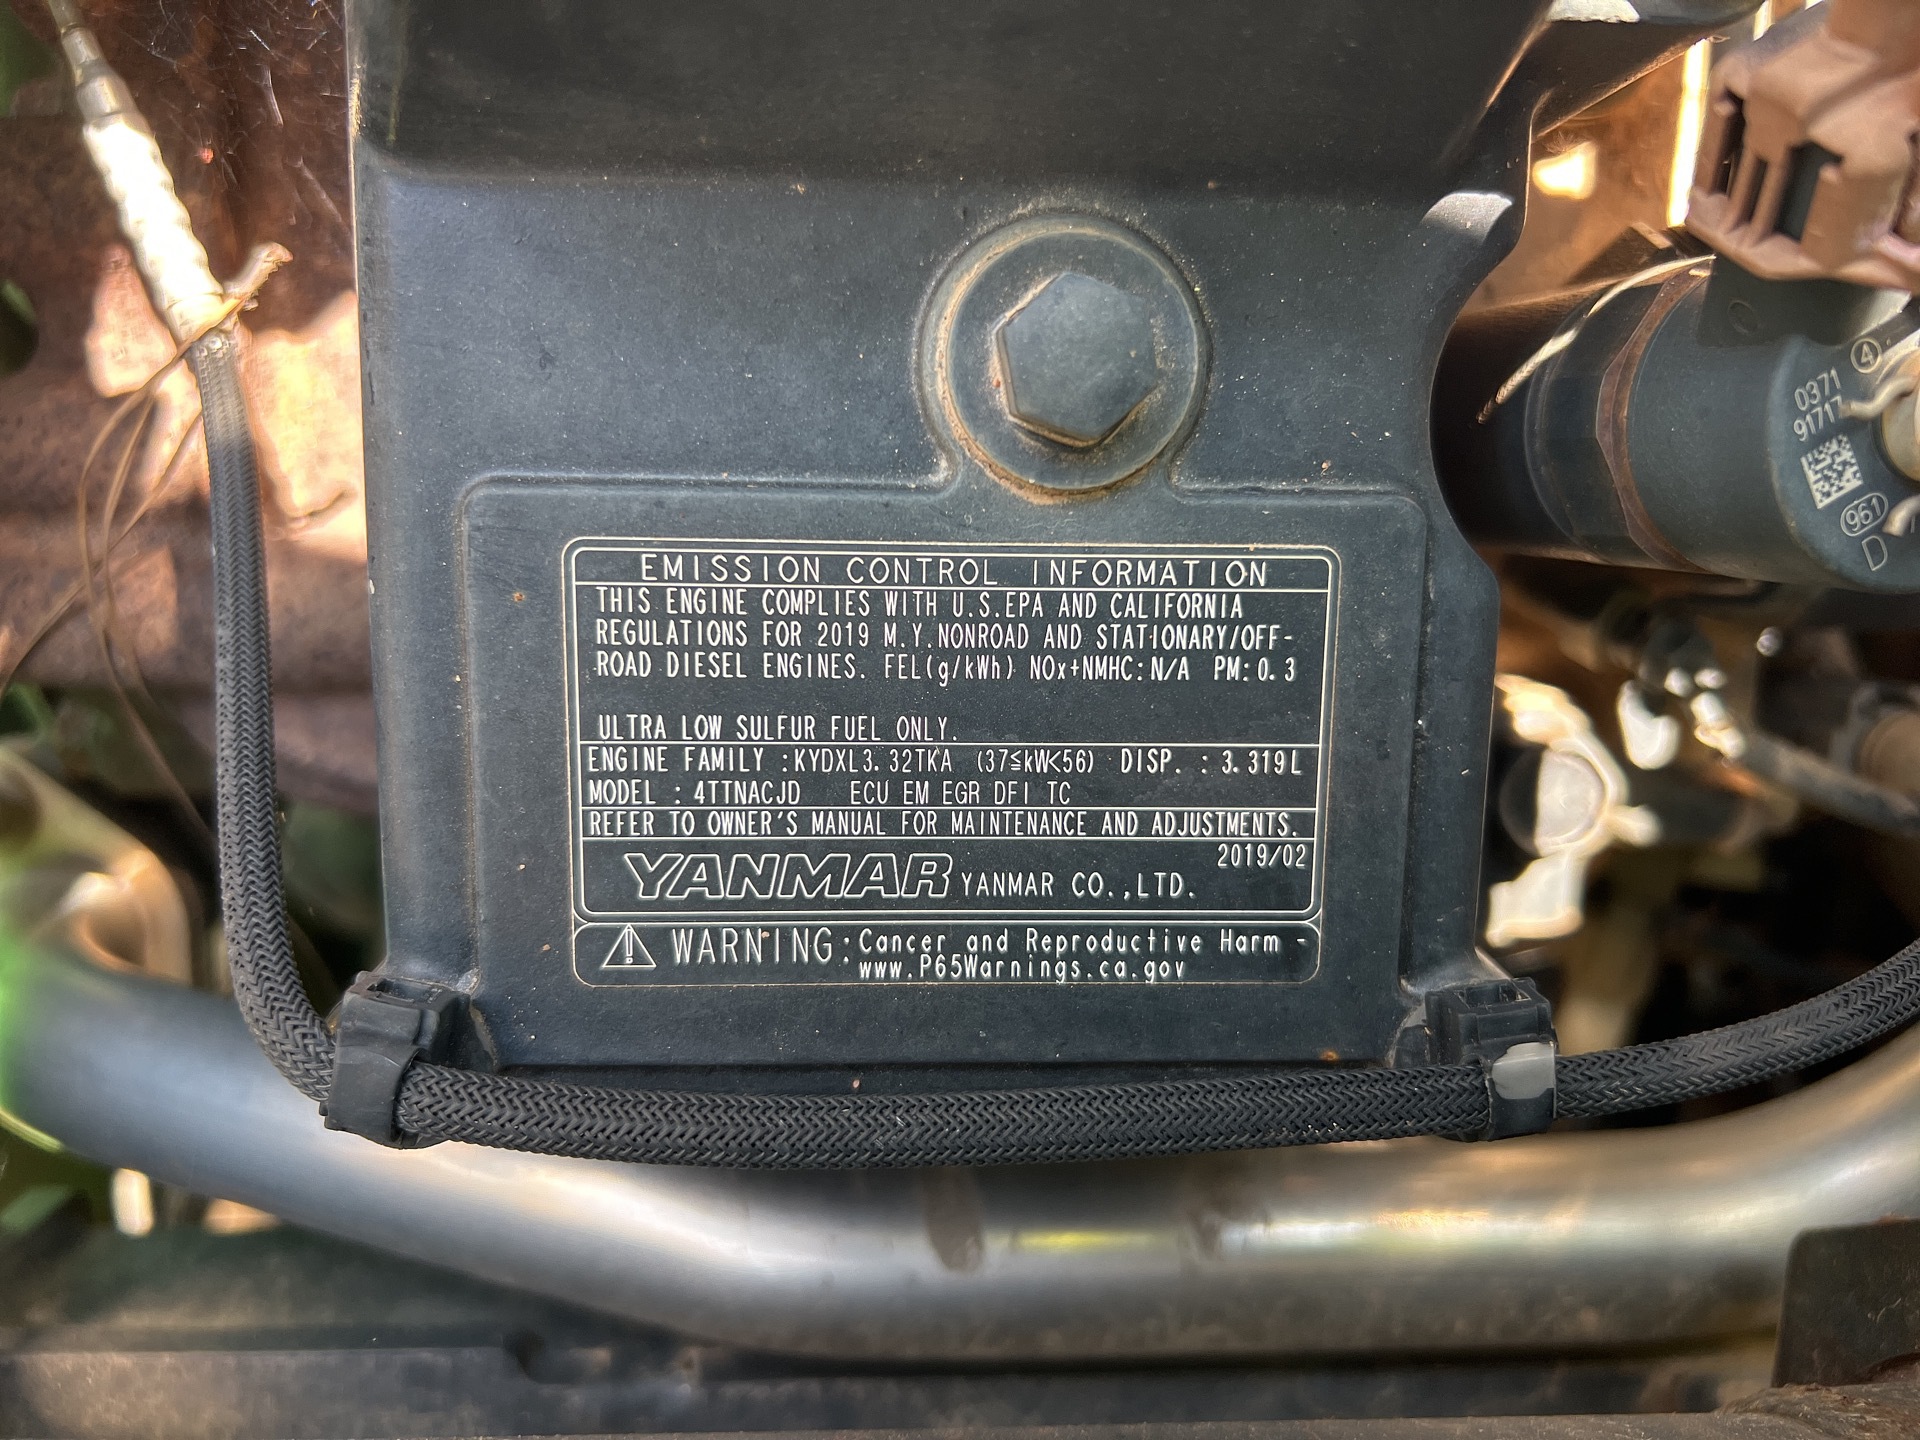 EMISSION CONTROL INFORMATION
THIS ENGINE COMPLIES WITH U.S.EPA AND CALIFORNIA
REGULATIONS FOR 2019 M.Y.NONROAD AND STATIONARY/OFF-
ROAD DIESEL ENGINES. FEL(g/kWh) NOx+NMHC:N/A PM:0.3
ULTRA LOW SULFUR FUEL ONLY.
ENGINE FAMILY :KYDXL3.32TKA (37≦kW<56) DISP. : 3.319L
MODEL : 4TTNACJD ECU EM EGR DFI TC
REFER TO OWNER'S MANUAL FOR MAINTENANCE AND ADJUSTMENTS.
2019/02
YANMAR YANMAR CO.,LTD.
WARNING:Cancer and Reproductive Harm -
www.P65Warnings.ca.gov
4
0371
91717
961
D